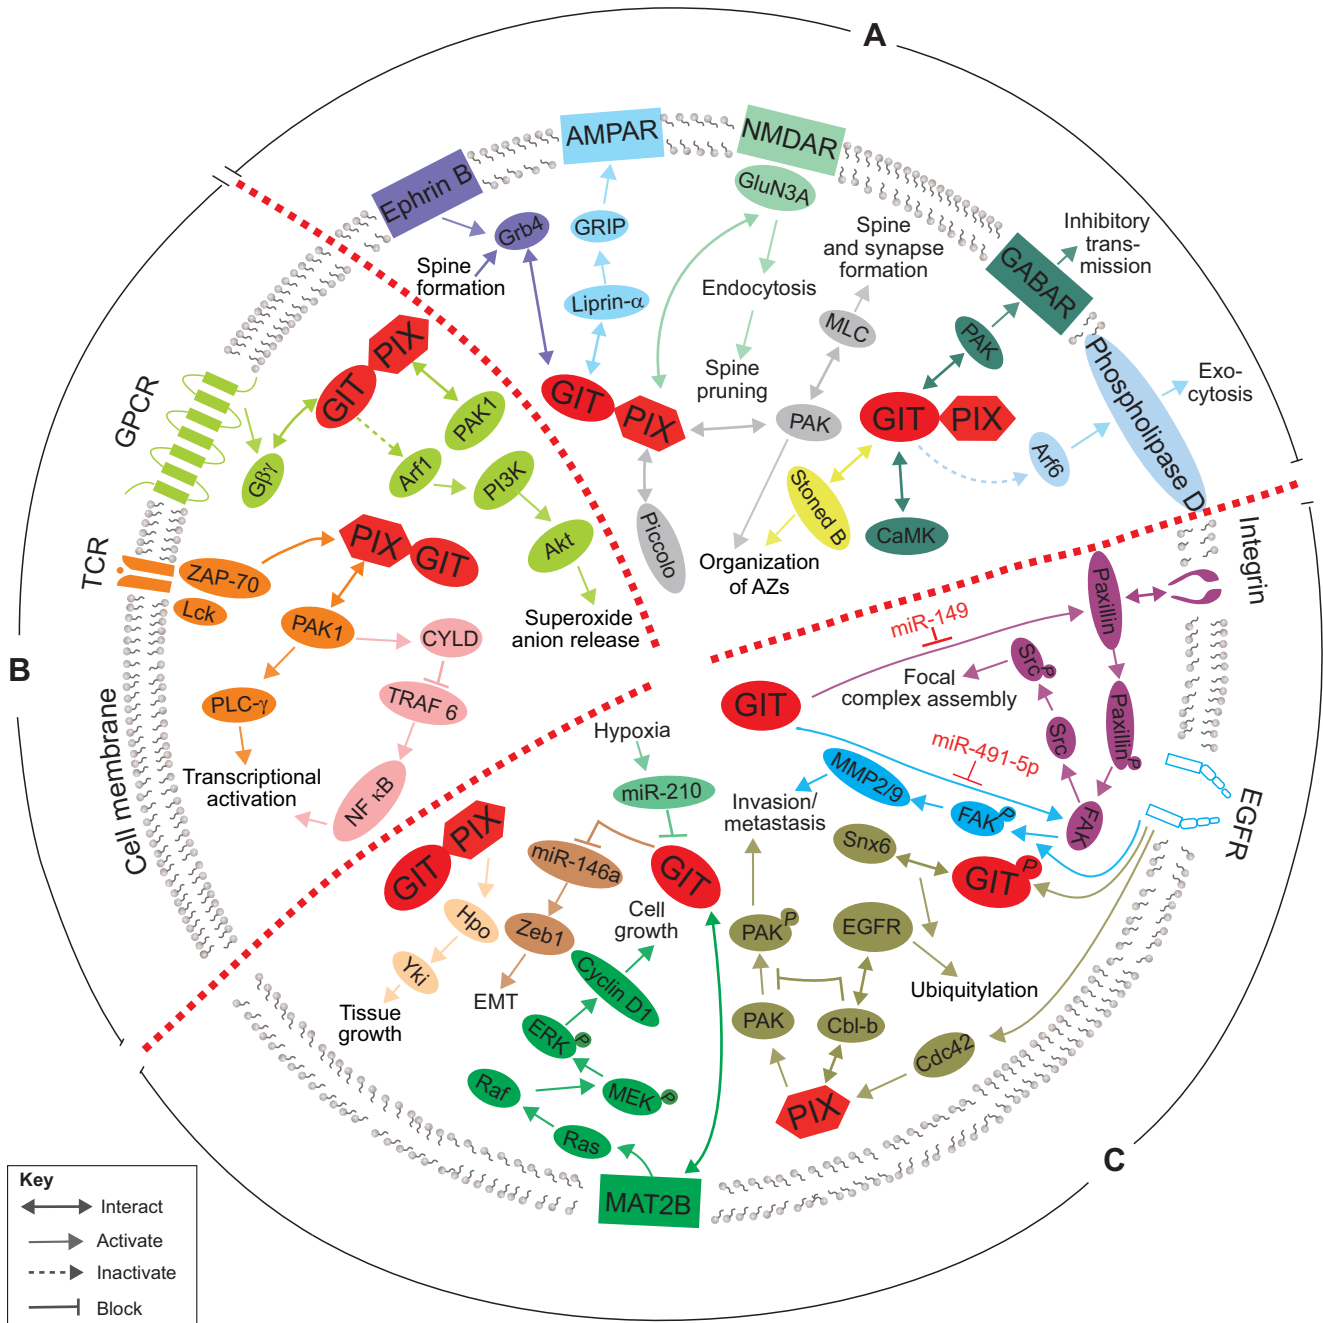 A
AMPAR
NMDAR
Ephrin B
GluN3A
Grb4
GRIP
Spine
formation
Liprin-α
Endocytosis
Spine
pruning
Spine
and synapse
formation
MLC
PAK
GIT
PIX
Piccolo
Inhibitory
trans-
mission
GABAR
PAK
GIT
PIX
Phospholipase D
Exo-
cytosis
Arf6
Stoned B
CaMK
Organization
of AZs
B
GPCR
Gβγ
GIT
PIX
PAK1
Arf1
PI3K
Akt
Superoxide
anion release
TCR
ZAP-70
Lck
PIX
GIT
PAK1
CYLD
TRAF 6
NF κB
PLC-γ
Transcriptional
activation
Cell membrane
C
Integrin
Paxillin
miR-149
Src
P
Focal
complex assembly
GIT
Paxillin
P
Src
miR-491-5p
MMP2/9
FAK
P
FAK
EGFR
Invasion/
metastasis
Snx6
GIT
P
PAK
P
EGFR
Ubiquitylation
PAK
Cbl-b
Cdc42
PIX
Hypoxia
miR-210
miR-146a
GIT
Cell
growth
PIX
GIT
Hpo
Yki
Tissue
growth
Zeb1
EMT
Cyclin D1
ERK
P
Raf
MEK
P
Ras
MAT2B
Key
Interact
Activate
Inactivate
Block